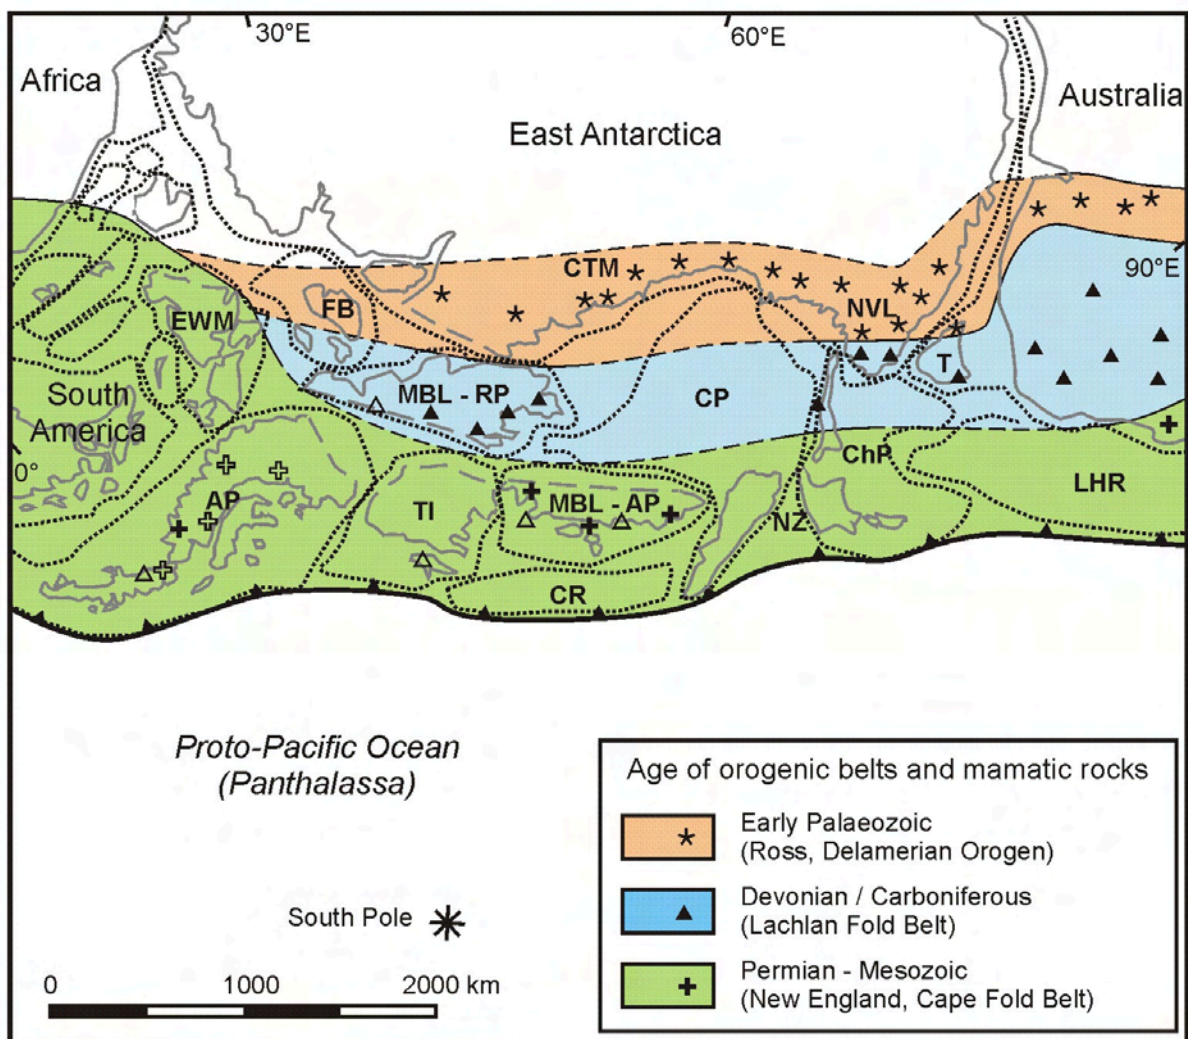 30°E
60°E
Africa
Australia
East Antarctica
90°E
CTM
EWM
FB
NVL
T
South
America
MBL - RP
CP
0°
AP
TI
MBL - AP
NZ
ChP
LHR
CR
Proto-Pacific Ocean
(Panthalassa)
South Pole
0
1000
2000 km
Age of orogenic belts and mamatic rocks
Early Palaeozoic
(Ross, Delamerian Orogen)
Devonian / Carboniferous
(Lachlan Fold Belt)
Permian - Mesozoic
(New England, Cape Fold Belt)